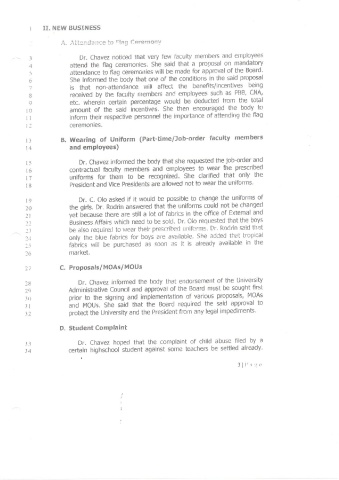 1 II. NEW BUSINESS
2 A. Attendance to Flag Ceremony
3 Dr. Chavez noticed that very few faculty members and employees
4 attend the flag ceremonies. She said that a proposal on mandatory
5 attendance to flag ceremonies will be made for approval of the Board.
6 She informed the body that one of the conditions in the said proposal
7 is that non-attendance will affect the benefits/incentives being
8 received by the faculty members and employees such as PBB, CNA,
9 etc. wherein certain percentage would be deducted from the total
10 amount of the said incentives. She then encouraged the body to
11 inform their respective personnel the importance of attending the flag
12 ceremonies.
13 B. Wearing of Uniform (Part-time/Job-order faculty members
14 and employees)
15 Dr. Chavez informed the body that she requested the job-order and
16 contractual faculty members and employees to wear the prescribed
17 uniforms for them to be recognized. She clarified that only the
18 President and Vice Presidents are allowed not to wear the uniforms.
19 Dr. C. Olo asked if it would be possible to change the uniforms of
20 the girls. Dr. Rodrin answered that the uniforms could not be changed
21 yet because there are still a lot of fabrics in the office of External and
22 Business Affairs which need to be sold. Dr. Olo requested that the boys
23 be also required to wear their prescribed uniforms. Dr. Rodrin said that
24 only the blue fabrics for boys are available. She added that tropical
25 fabrics will be purchased as soon as it is already available in the
26 market.
27 C. Proposals/MOAs/MOUs
28 Dr. Chavez informed the body that endorsement of the University
29 Administrative Council and approval of the Board must be sought first
30 prior to the signing and implementation of various proposals, MOAs
31 and MOUs. She said that the Board required the said approval to
32 protect the University and the President from any legal impediments.
D. Student Complaint
33 Dr. Chavez hoped that the complaint of child abuse filed by a
34 certain highschool student against some teachers be settled already.
3 | P a g e